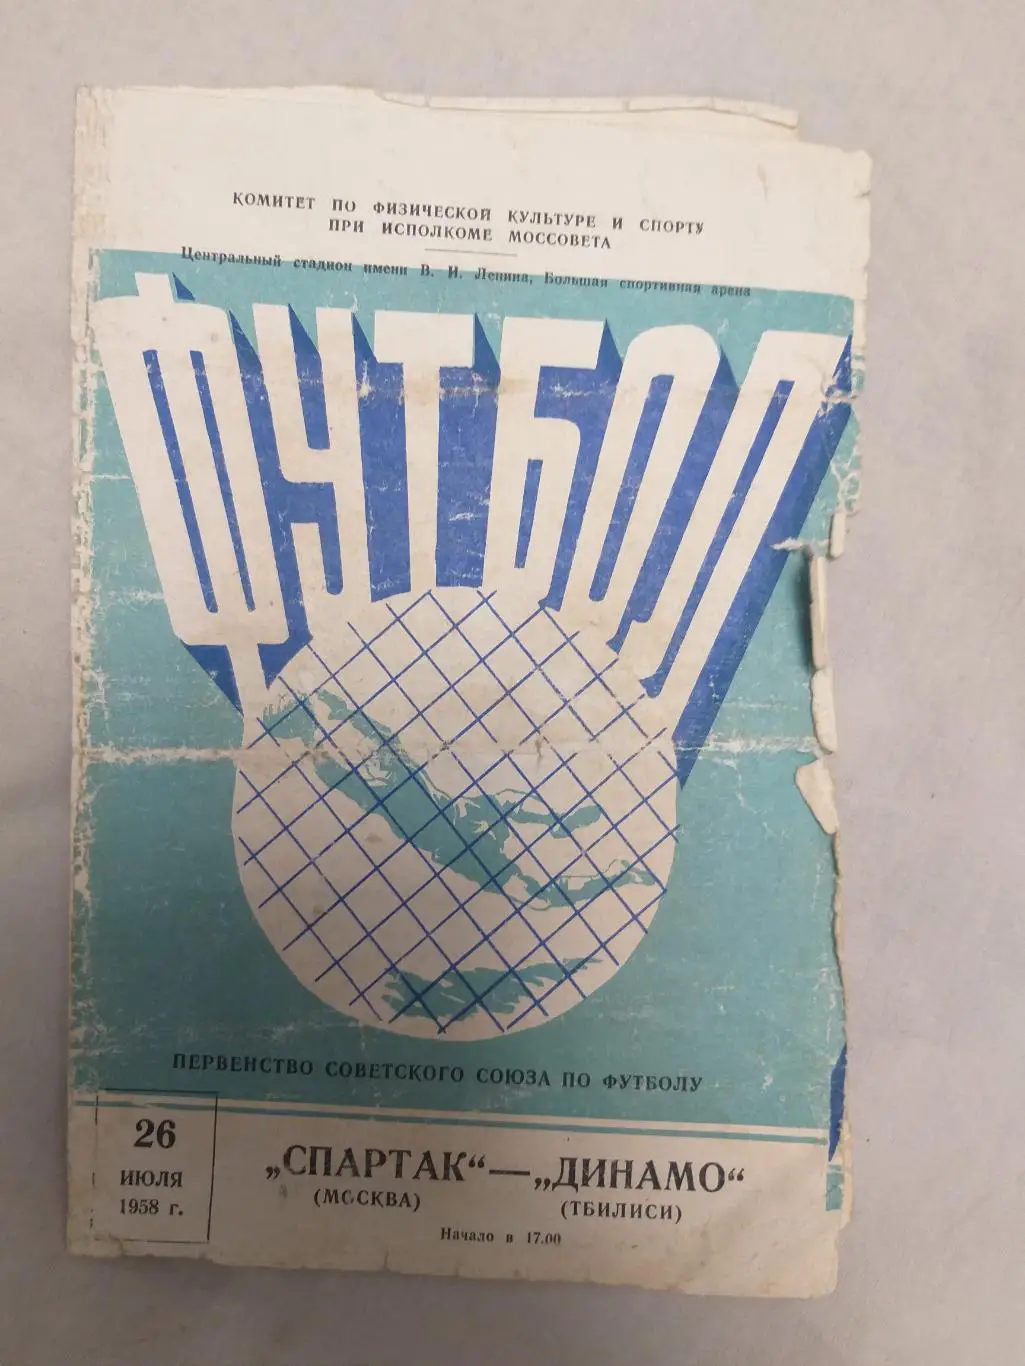 КОМИТЕТ ПО ФИЗИЧЕСКОЙ КУЛЬТУРЕ И СПОРТУ
ПРИ ИСПОЛКОМЕ МОССОВЕТА
Центральный стадион имени В. И. Ленина, Большая спортивная арена
ФУТБОЛ
ПЕРВЕНСТВО СОВЕТСКОГО СОЮЗА ПО ФУТБОЛУ
26
ИЮЛЯ
1958 г.
„СПАРТАК“ — „ДИНАМО“
(МОСКВА) (ТБИЛИСИ)
Начало в 17.00